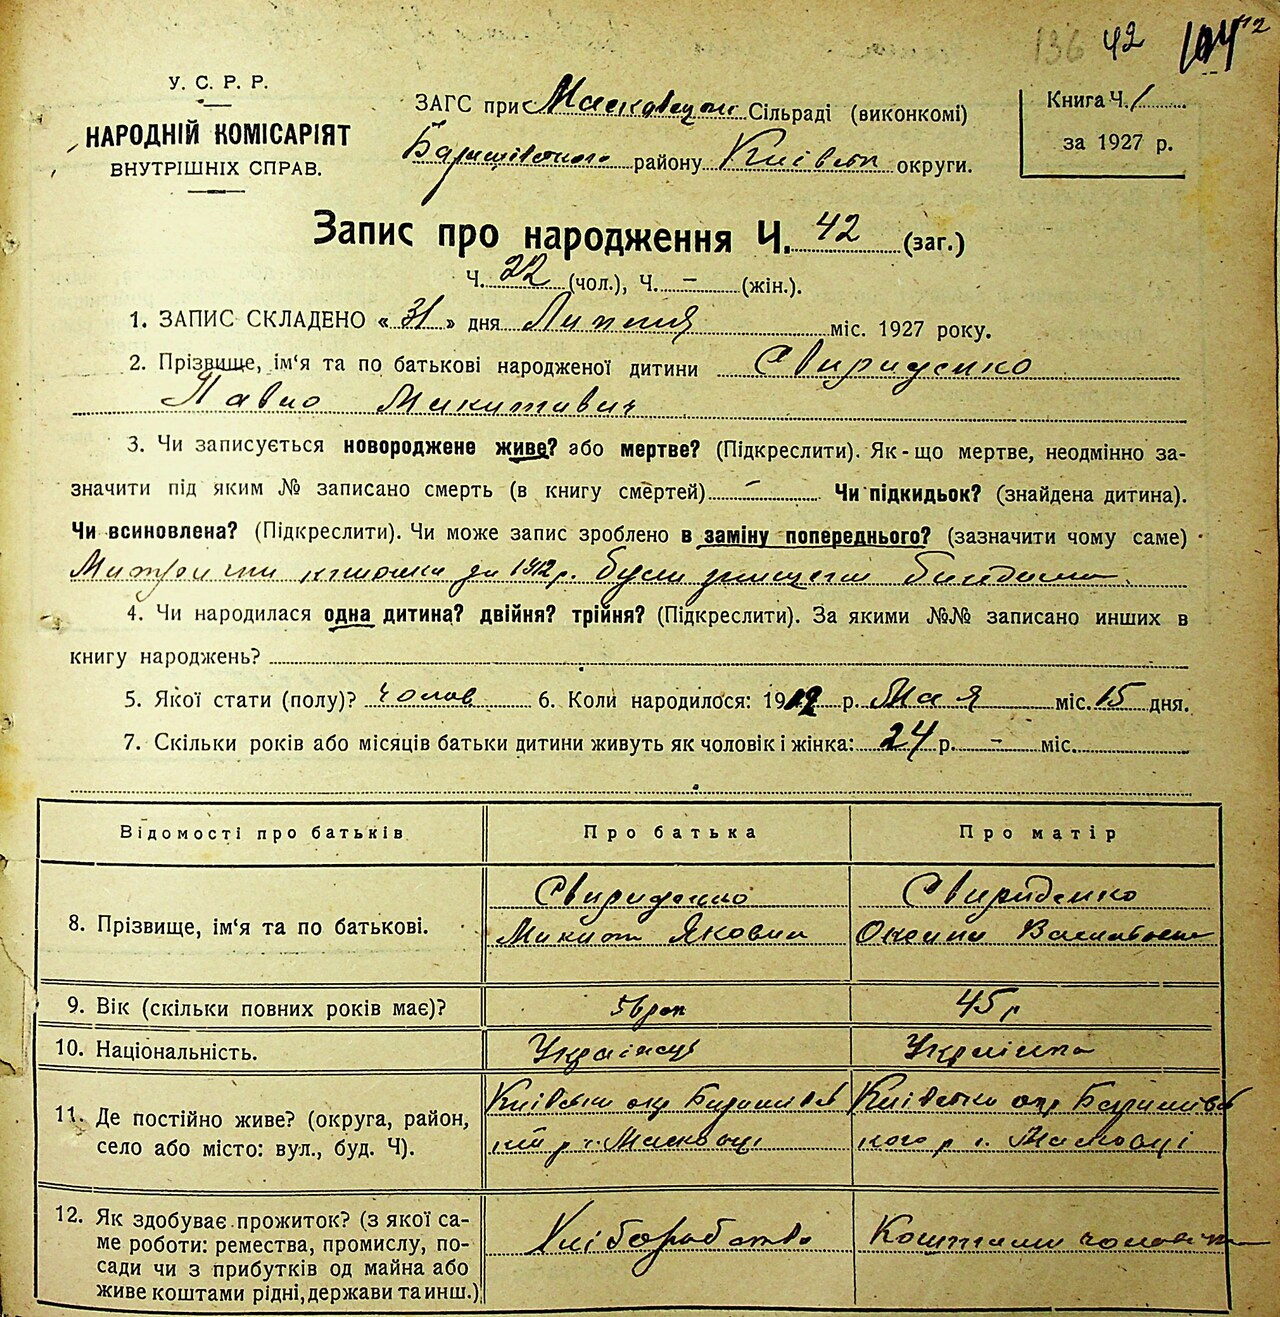 136 42
У. С. Р. Р.
НАРОДНІЙ КОМІСАРІЯТ
ВНУТРІШНІХ СПРАВ.
ЗАГС при Сільраді (виконкомі)
району округи.
Книга Ч. 1
за 1927 р.
Запис про народження Ч. 42 (заг.)
Ч. 22 (чол.), Ч. – (жін.).
1. ЗАПИС СКЛАДЕНО « 31 » дня Липня міс. 1927 року.
2. Прізвище, ім‘я та по батькові народженої дитини Свириденко
Павло Микитович
3. Чи записується новороджене живе? або мертве? (Підкреслити). Як-що мертве, неодмінно за-
значити під яким № записано смерть (в книгу смертей) – Чи підкидьок? (знайдена дитина).
Чи всиновлена? (Підкреслити). Чи може запис зроблено в заміну попереднього? (зазначити чому саме)
до 1912 р. були
4. Чи народилася одна дитина? двійня? трійня? (Підкреслити). За якими №№ записано инших в
книгу народжень?
5. Якої стати (полу)? чолов 6. Коли народилося: 19 р. Мая міс. 15 дня.
7. Скільки років або місяців батьки дитини живуть як чоловік і жінка: 24 р. – міс.
Відомості про батьків Про батька Про матір
8. Прізвище, ім‘я та по батькові. Свириденко Микита Якович Свириденко Оксана
9. Вік (скільки повних років має)? 45 р
10. Національність. Українець Українка
11. Де постійно живе? (округа, район,
село або місто: вул., буд. Ч). р с. Масковці р с. Масковці
12. Як здобуває прожиток? (з якої са-
ме роботи: ремества, промислу, по- Хліборобство Коштами чоловіка
сади чи з прибутків од майна або
живе коштами рідні, держави та инш.)